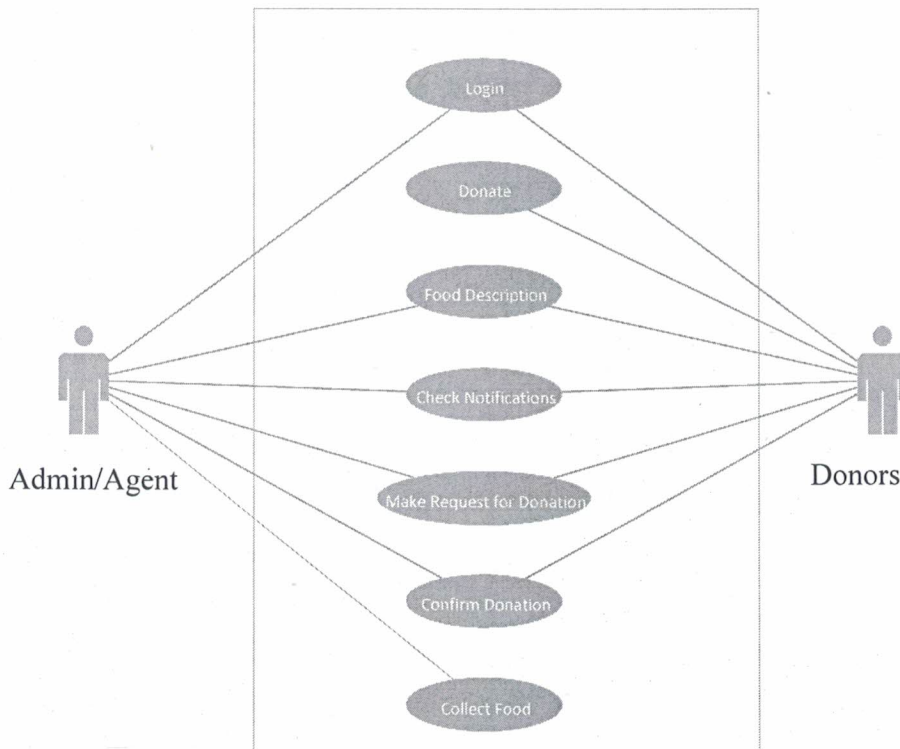 Login
Donate
Food Description
Check Notifications
Admin/Agent
Donors
Make Request for Donation
Confirm Donation
Collect Food